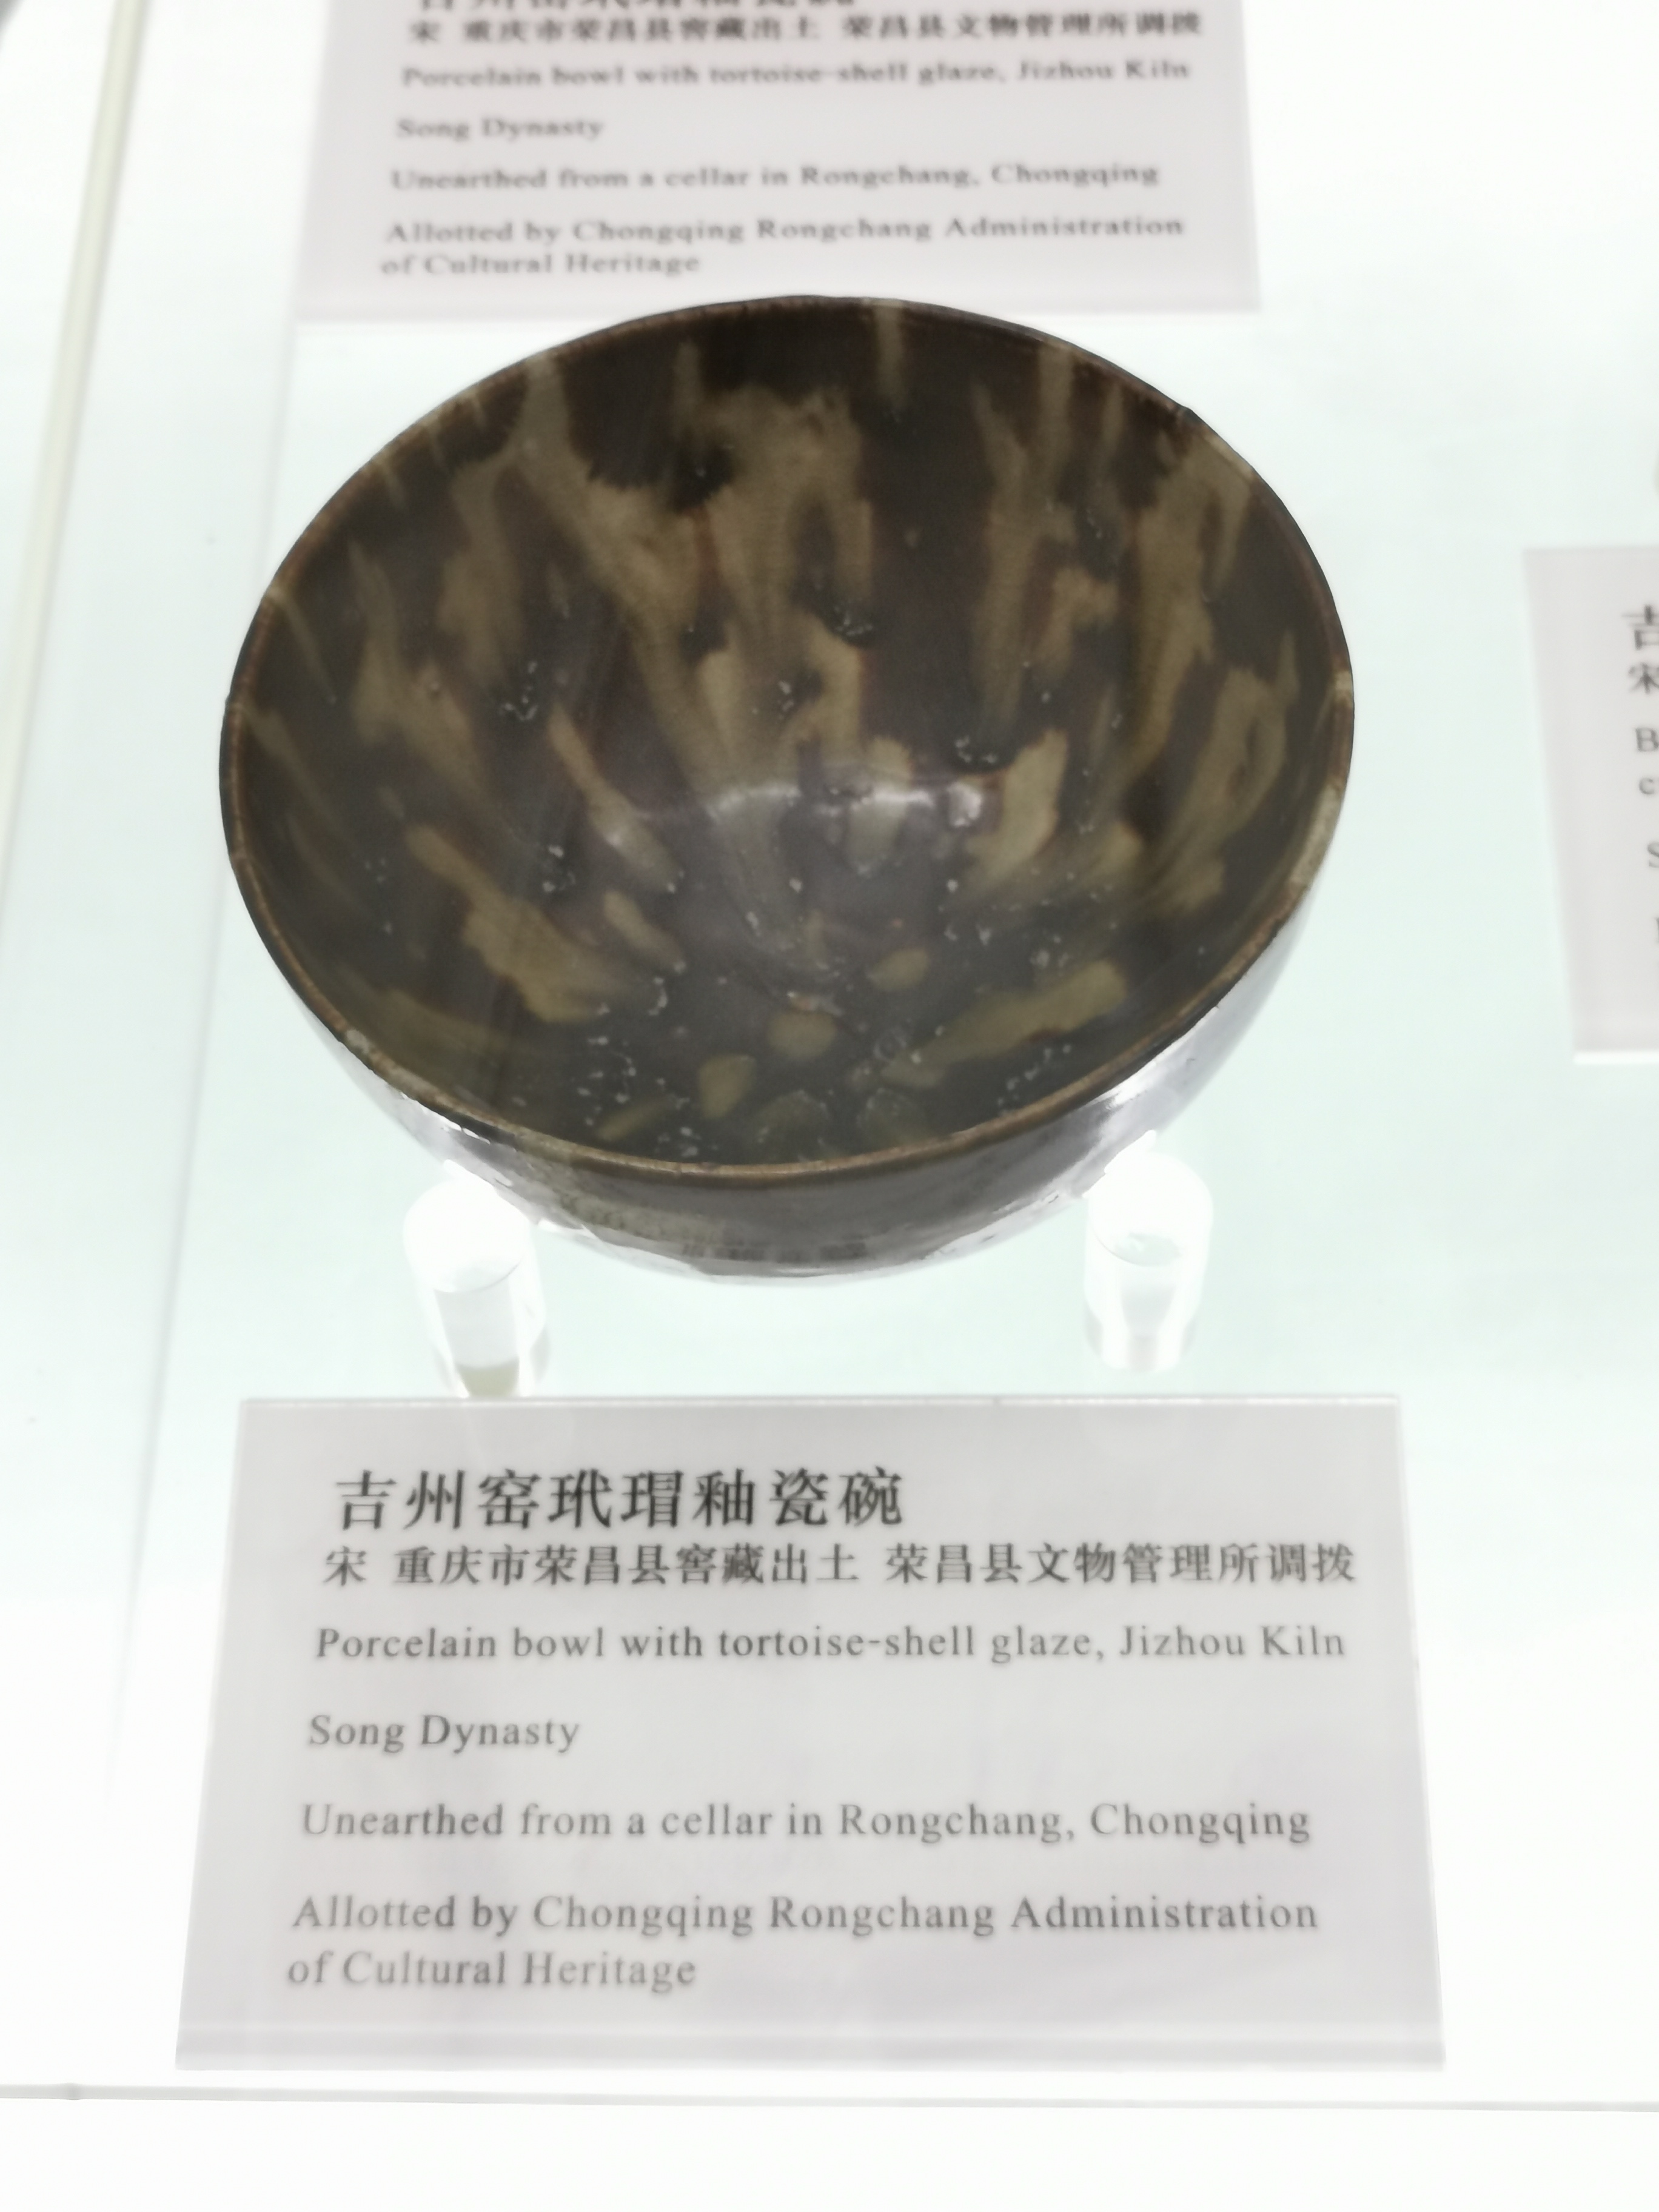 宋 重庆市荣昌县窖藏出土 荣昌县文物管理所调拨
Porcelain bowl with tortoise-shell glaze, Jizhou Kiln
Song Dynasty
Unearthed from a cellar in Rongchang, Chongqing
Allotted by Chongqing Rongchang Administration
of Cultural Heritage
吉
宋
B
c
S
吉州窑玳瑁釉瓷碗
宋 重庆市荣昌县窖藏出土 荣昌县文物管理所调拨
Porcelain bowl with tortoise-shell glaze, Jizhou Kiln
Song Dynasty
Unearthed from a cellar in Rongchang, Chongqing
Allotted by Chongqing Rongchang Administration
of Cultural Heritage